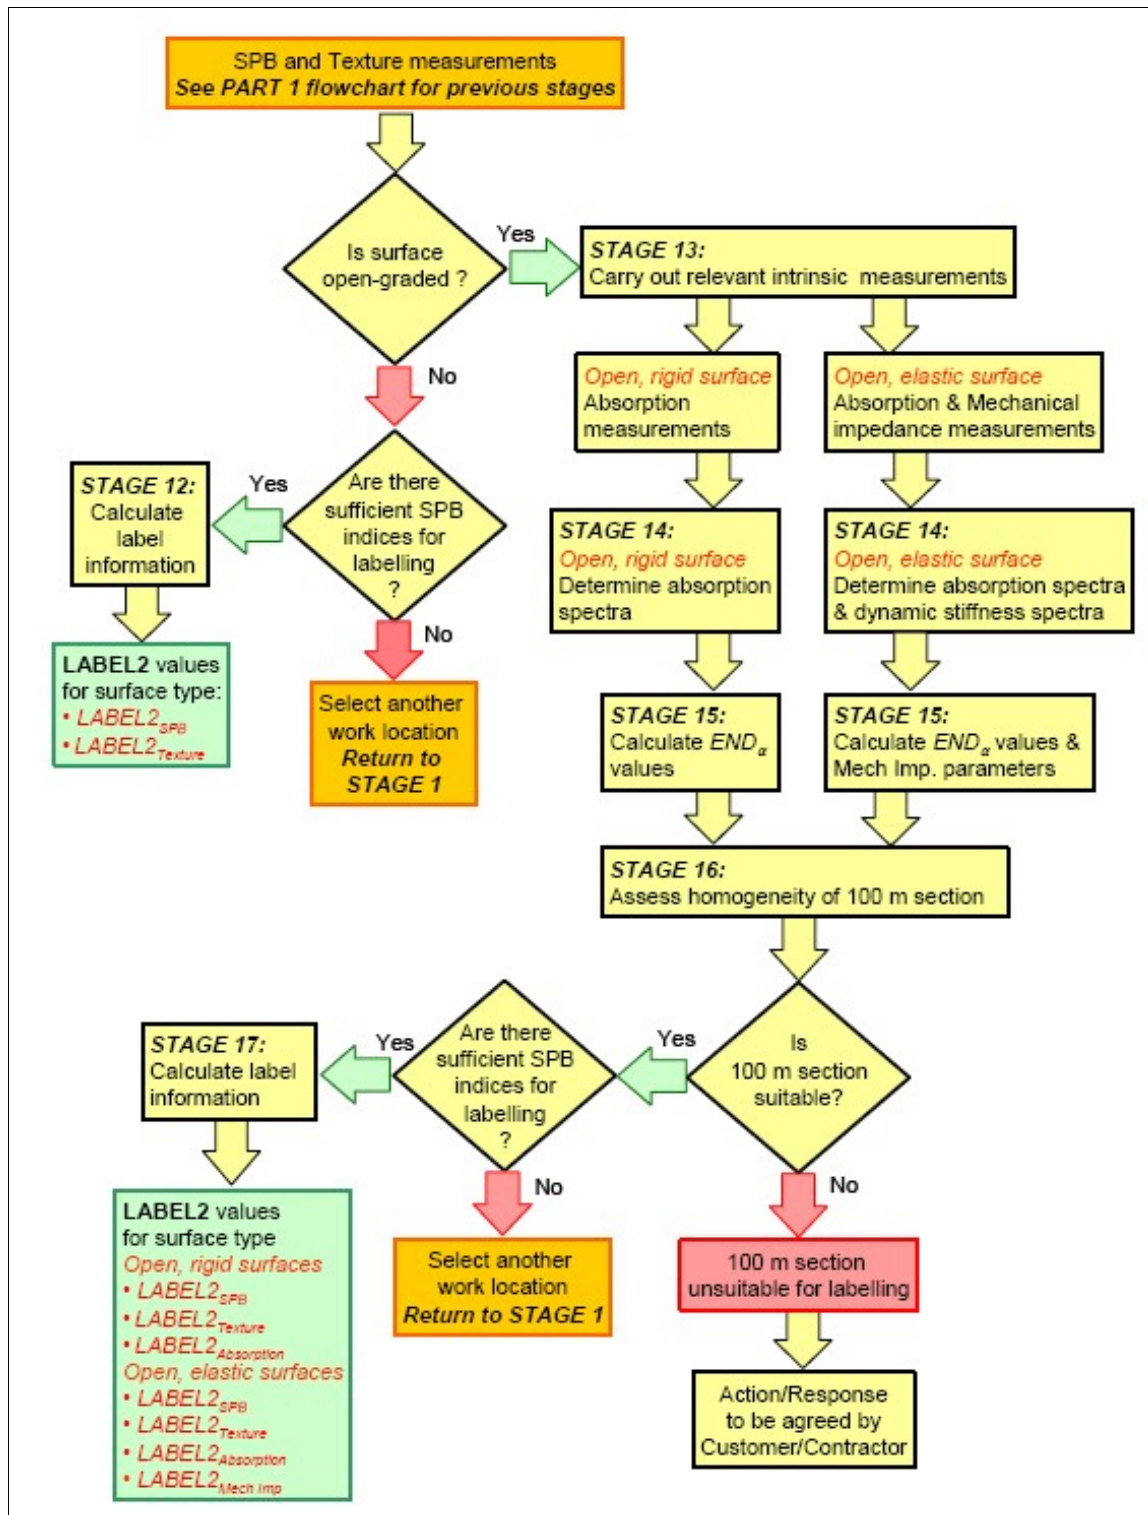 SPB and Texture measurements
See PART 1 flowchart for previous stages
Is surface
open-graded ?
Yes
STAGE 13:
Carry out relevant intrinsic measurements
No
Open, rigid surface
Absorption
measurements
Open, elastic surface
Absorption & Mechanical
impedance measurements
Are there
sufficient SPB
indices for
labelling
?
Yes
STAGE 12:
Calculate
label
information
STAGE 14:
Open, rigid surface
Determine absorption
spectra
STAGE 14:
Open, elastic surface
Determine absorption spectra
& dynamic stiffness spectra
No
LABEL2 values
for surface type:
• LABEL2SPB
• LABEL2Texture
Select another
work location
Return to
STAGE 1
STAGE 15:
Calculate ENDα
values
STAGE 15:
Calculate ENDα values &
Mech Imp. parameters
STAGE 16:
Assess homogeneity of 100 m section
Is
100 m section
suitable?
Yes
Are there
sufficient SPB
indices for
labelling
?
Yes
STAGE 17:
Calculate label
information
No
No
LABEL2 values
for surface type
Open, rigid surfaces
• LABEL2SPB
• LABEL2Texture
• LABEL2Absorption
Open, elastic surfaces
• LABEL2SPB
• LABEL2Texture
• LABEL2Absorption
• LABEL2Mech Imp
Select another
work location
Return to STAGE 1
100 m section
unsuitable for labelling
Action/Response
to be agreed by
Customer/Contractor